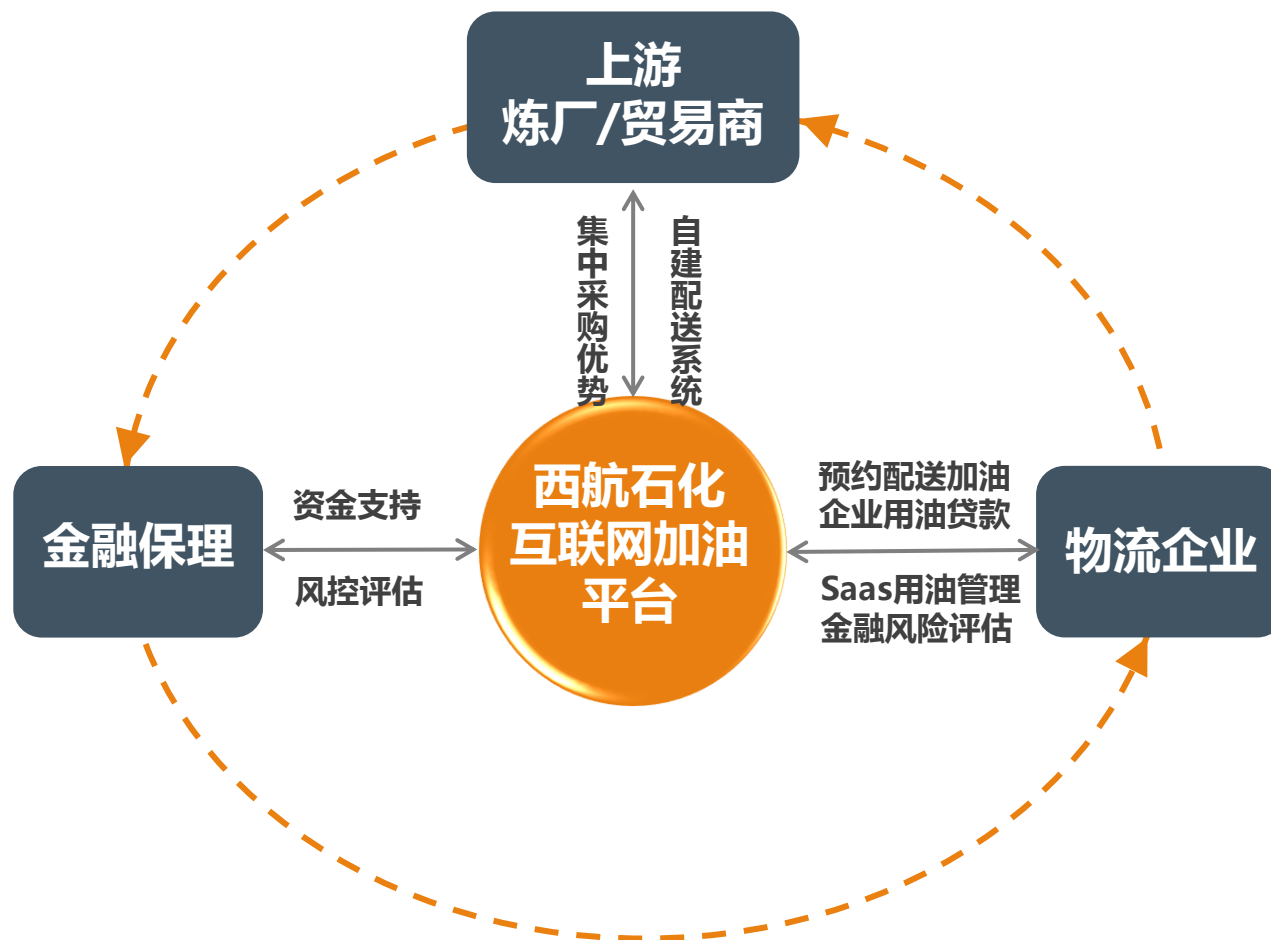 上游
炼厂/贸易商
集中采购优势
自建配送系统
金融保理
资金支持
风控评估
西航石化
互联网加油
平台
预约配送加油
企业用油贷款
Saas用油管理
金融风险评估
物流企业